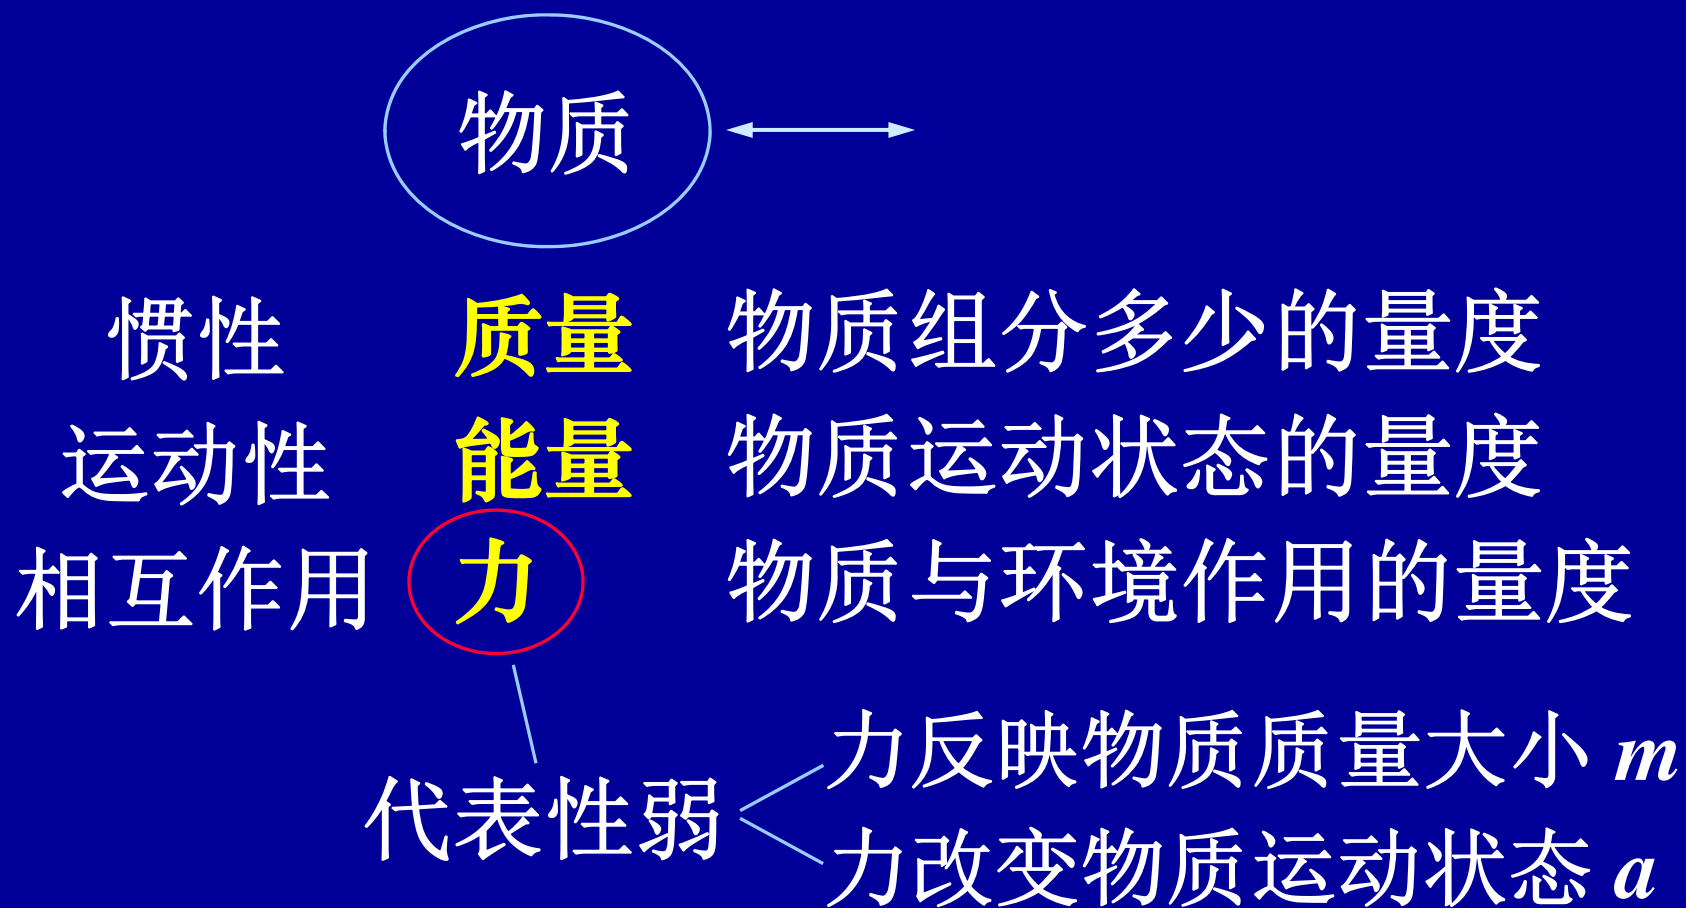 物质
惯性 质量 物质组分多少的量度
运动性 能量 物质运动状态的量度
相互作用 力 物质与环境作用的量度
力反映物质质量大小 m
代表性弱
力改变物质运动状态 a